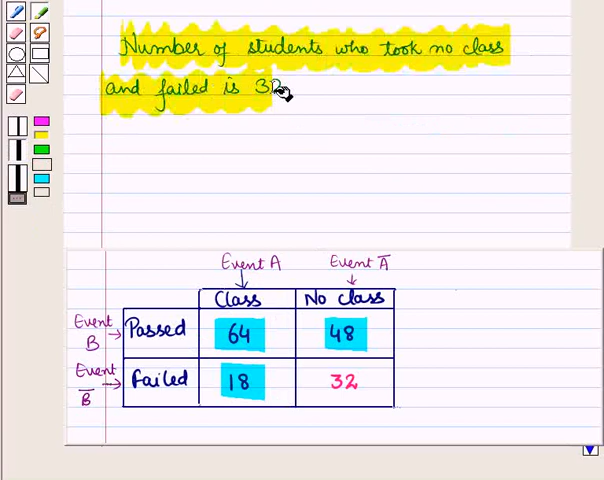 Number of students who took no class
and failed is 32
Event A
Event A̅
Class
No class
Event
B
Passed
64
48
Event
B̅
Failed
18
32